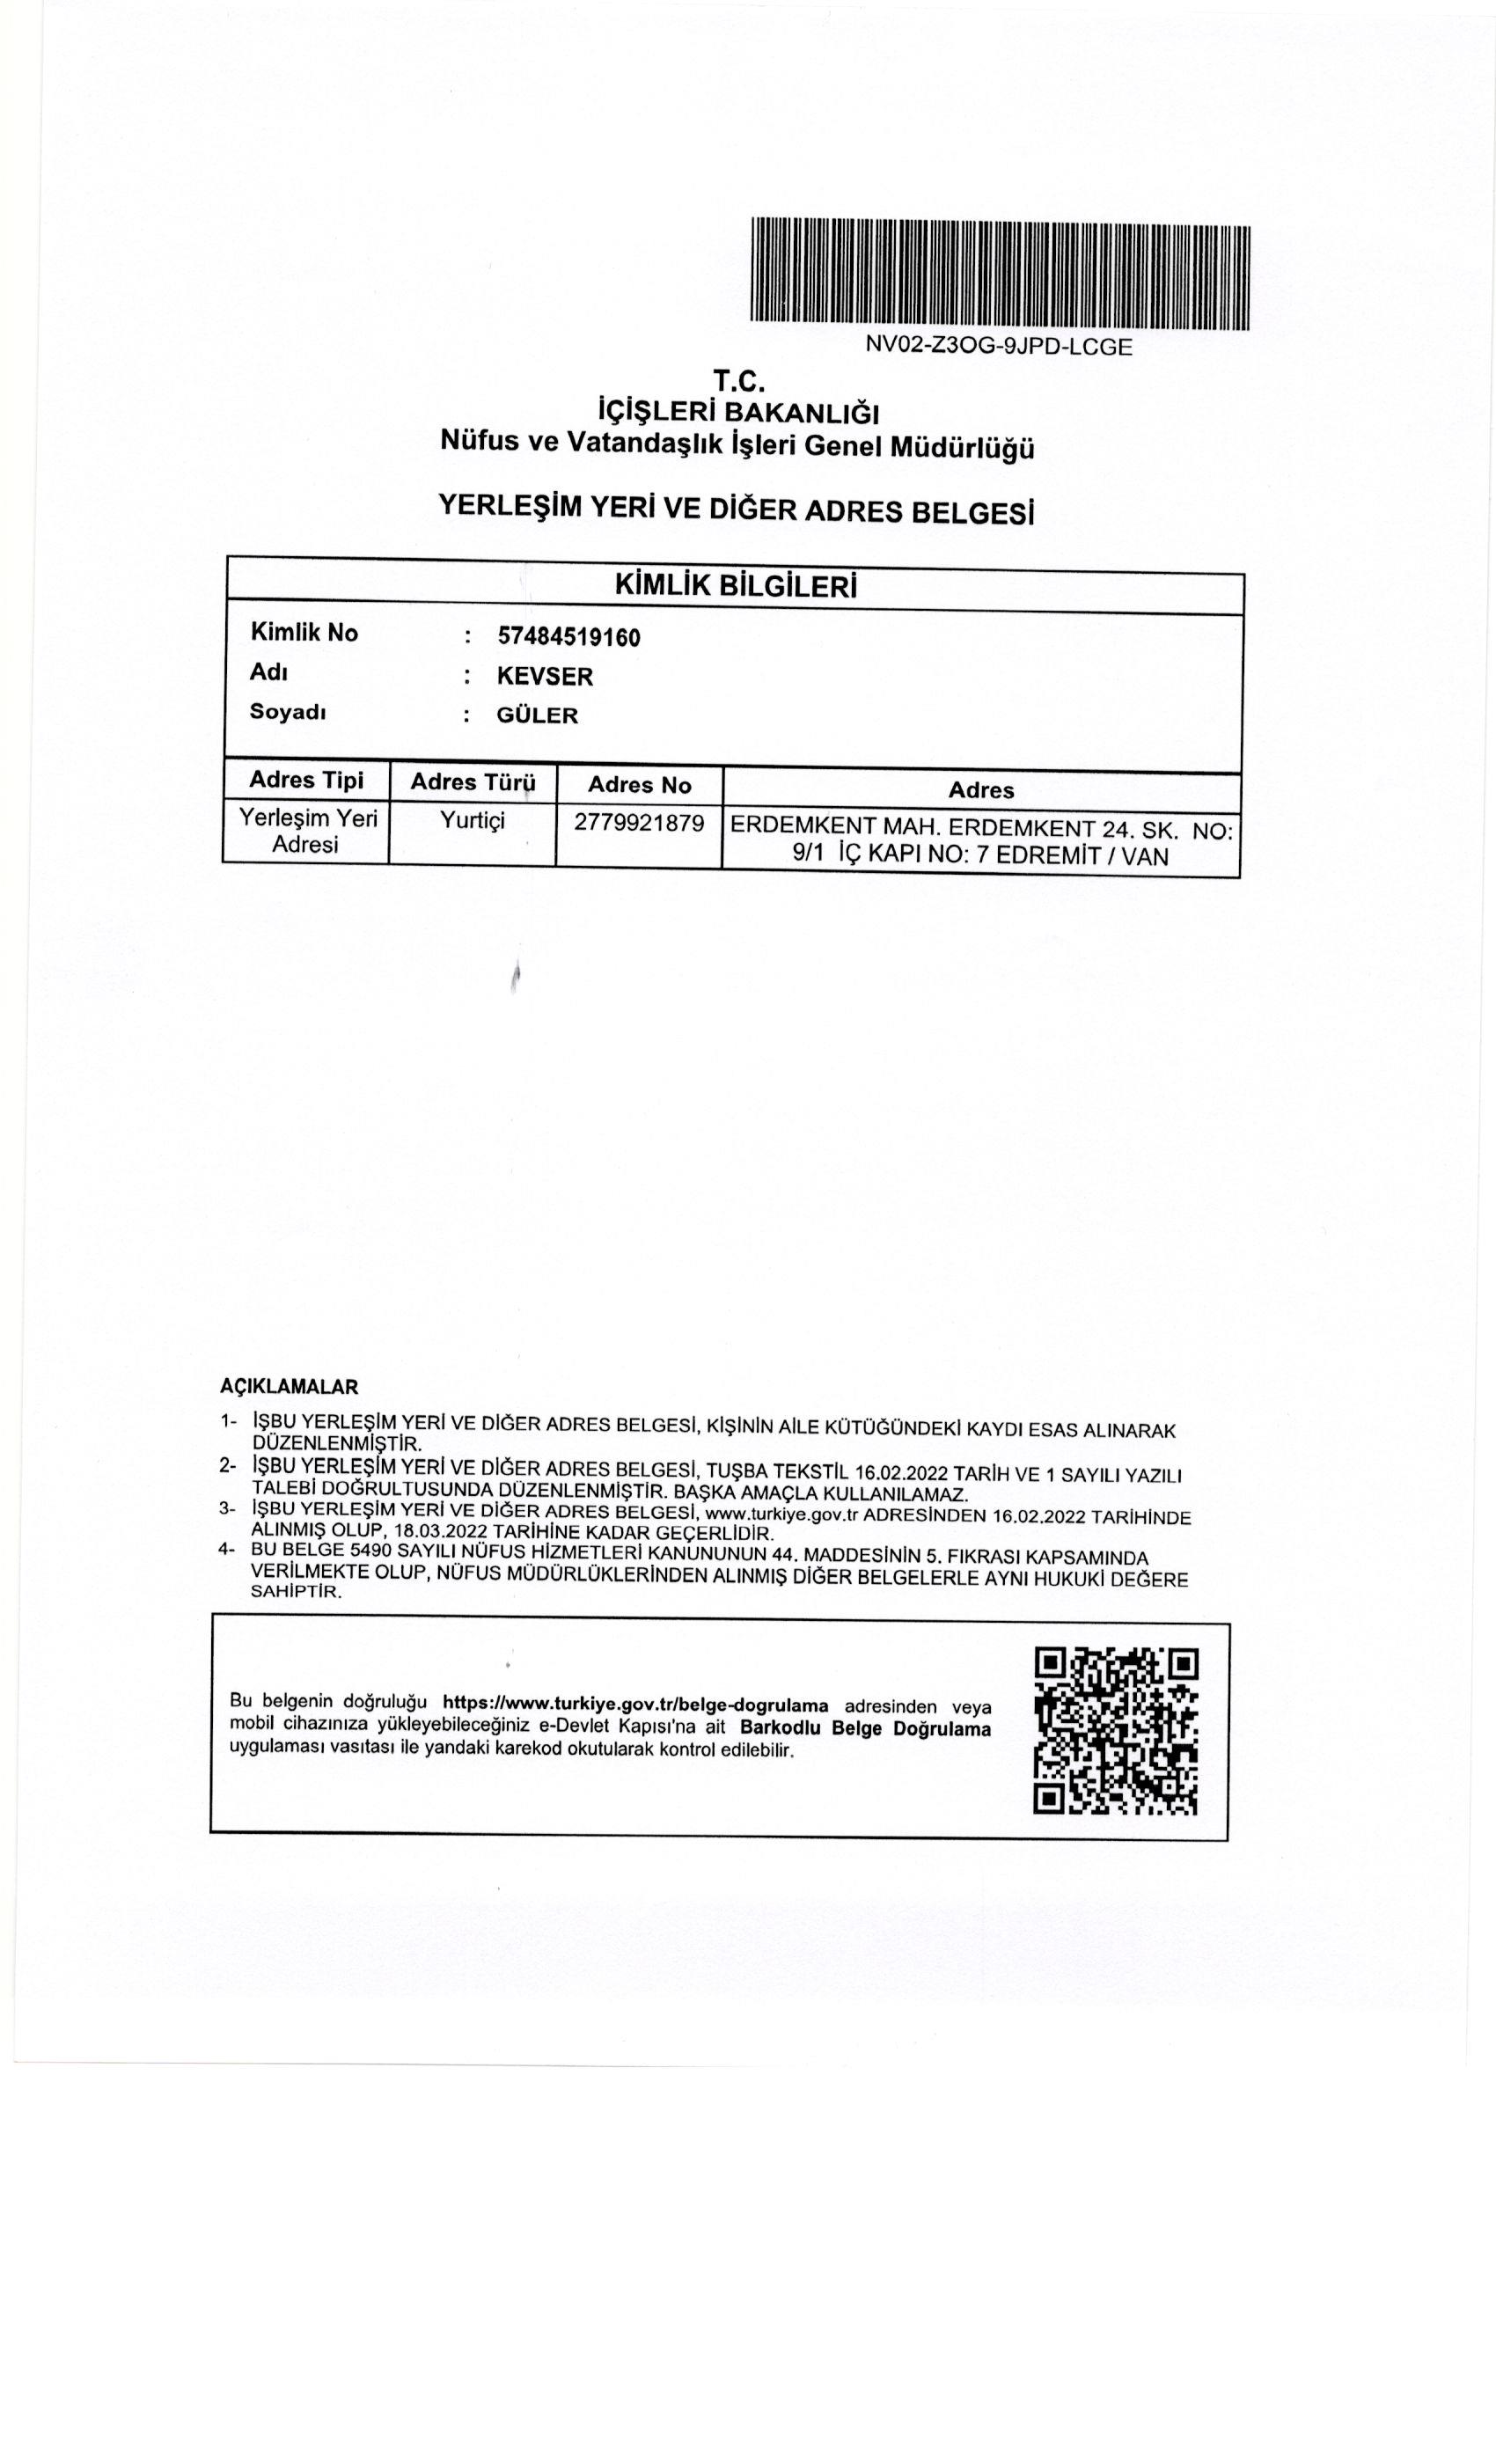 NV02-Z3OG-9JPD-LCGE
T.C.
İÇİŞLERİ BAKANLIĞI
Nüfus ve Vatandaşlık İşleri Genel Müdürlüğü
YERLEŞİM YERİ VE DİĞER ADRES BELGESİ
KİMLİK BİLGİLERİ
Kimlik No : 57484519160
Adı : KEVSER
Soyadı : GÜLER
Adres Tipi Adres Türü Adres No Adres
Yerleşim Yeri Yurtiçi 2779921879 ERDEMKENT MAH. ERDEMKENT 24. SK. NO:
Adresi 9/1 İÇ KAPI NO: 7 EDREMİT / VAN
AÇIKLAMALAR
1- İŞBU YERLEŞİM YERİ VE DİĞER ADRES BELGESİ, KİŞİNİN AİLE KÜTÜĞÜNDEKİ KAYDI ESAS ALINARAK
DÜZENLENMİŞTİR.
2- İŞBU YERLEŞİM YERİ VE DİĞER ADRES BELGESİ, TUŞBA TEKSTİL 16.02.2022 TARİH VE 1 SAYILI YAZILI
TALEBİ DOĞRULTUSUNDA DÜZENLENMİŞTİR. BAŞKA AMAÇLA KULLANILAMAZ.
3- İŞBU YERLEŞİM YERİ VE DİĞER ADRES BELGESİ, www.turkiye.gov.tr ADRESİNDEN 16.02.2022 TARİHİNDE
ALINMIŞ OLUP, 18.03.2022 TARİHİNE KADAR GEÇERLİDİR.
4- BU BELGE 5490 SAYILI NÜFUS HİZMETLERİ KANUNUNUN 44. MADDESİNİN 5. FIKRASI KAPSAMINDA
VERİLMEKTE OLUP, NÜFUS MÜDÜRLÜKLERİNDEN ALINMIŞ DİĞER BELGELERLE AYNI HUKUKİ DEĞERE
SAHİPTİR.
Bu belgenin doğruluğu https://www.turkiye.gov.tr/belge-dogrulama adresinden veya
mobil cihazınıza yükleyebileceğiniz e-Devlet Kapısı'na ait Barkodlu Belge Doğrulama
uygulaması vasıtası ile yandaki karekod okutularak kontrol edilebilir.